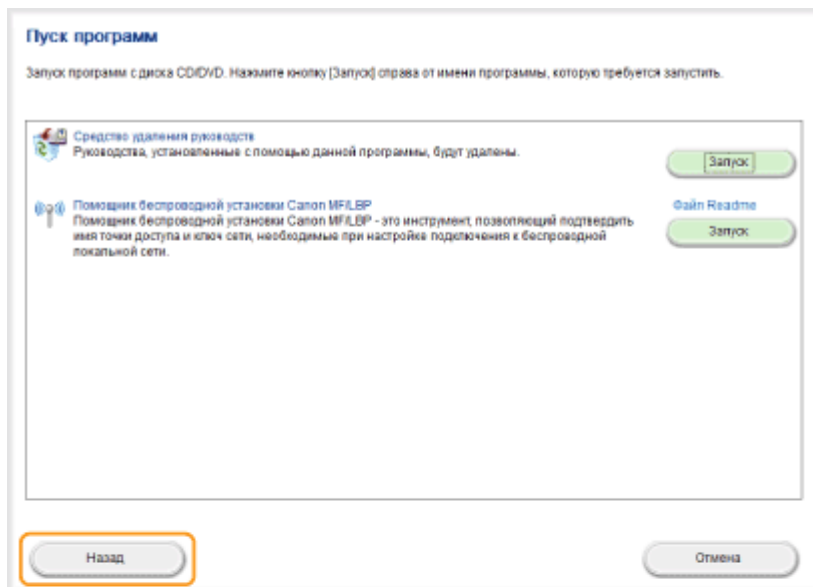 Пуск программ
Запуск программ с диска CD/DVD. Нажмите кнопку [Запуск] справа от имени программы, которую требуется запустить.
Средство удаления руководств
Руководства, установленные с помощью данной программы, будут удалены.
Запуск
Помощник беспроводной установки Canon MF/LBP
Файл Readme
Помощник беспроводной установки Canon MF/LBP - это инструмент, позволяющий подтвердить
имя точки доступа и ключ сети, необходимые при настройке подключения к беспроводной
локальной сети.
Запуск
Назад
Отмена